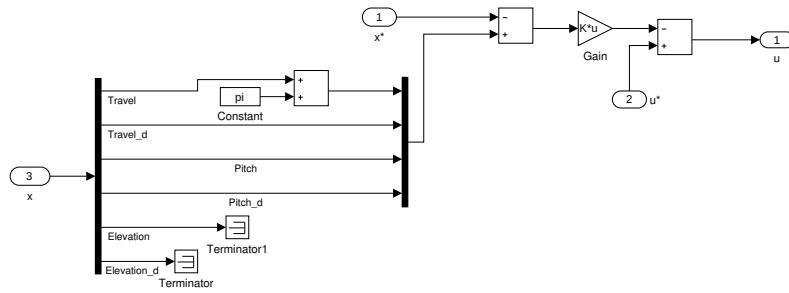 1
x*
−
+
K*u
Gain
−
+
1
u
2
u*
Travel
+
+
pi
Constant
Travel_d
Pitch
3
x
Pitch_d
Elevation
Terminator1
Elevation_d
Terminator